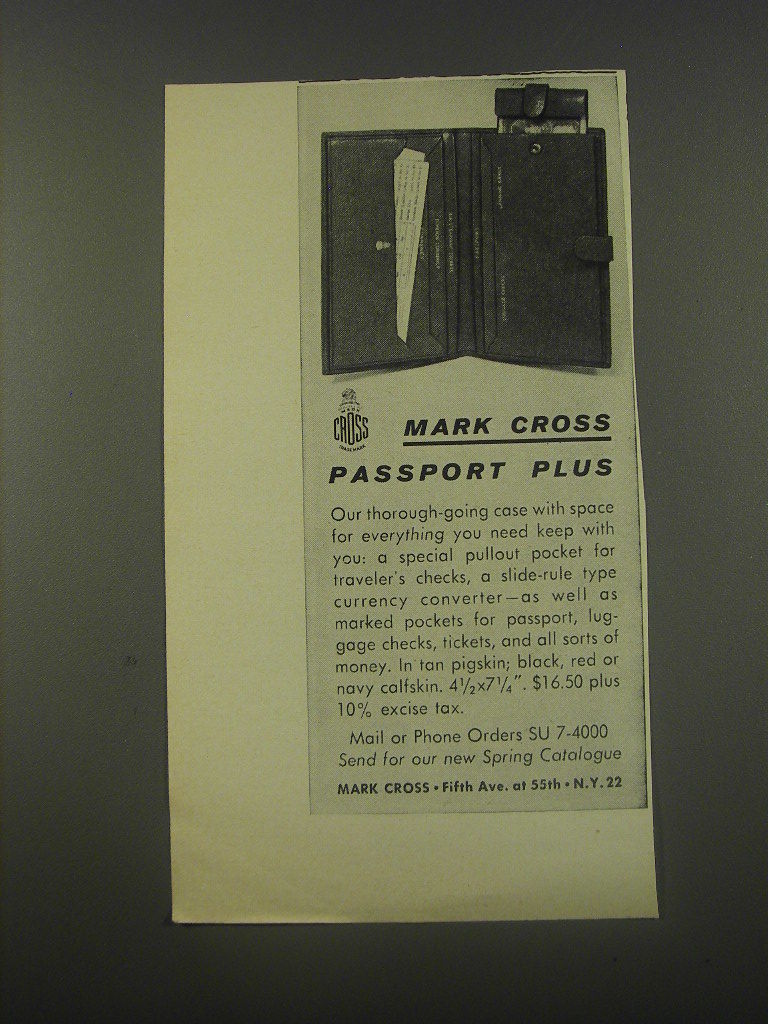 CROSS
TRADE MARK
MARK CROSS
PASSPORT PLUS
Our thorough-going case with space
for everything you need keep with
you: a special pullout pocket for
traveler's checks, a slide-rule type
currency converter—as well as
marked pockets for passport, lug-
gage checks, tickets, and all sorts of
money. In tan pigskin; black, red or
navy calfskin. 4½x7¼". $16.50 plus
10% excise tax.
Mail or Phone Orders SU 7-4000
Send for our new Spring Catalogue
MARK CROSS • Fifth Ave. at 55th • N.Y. 22